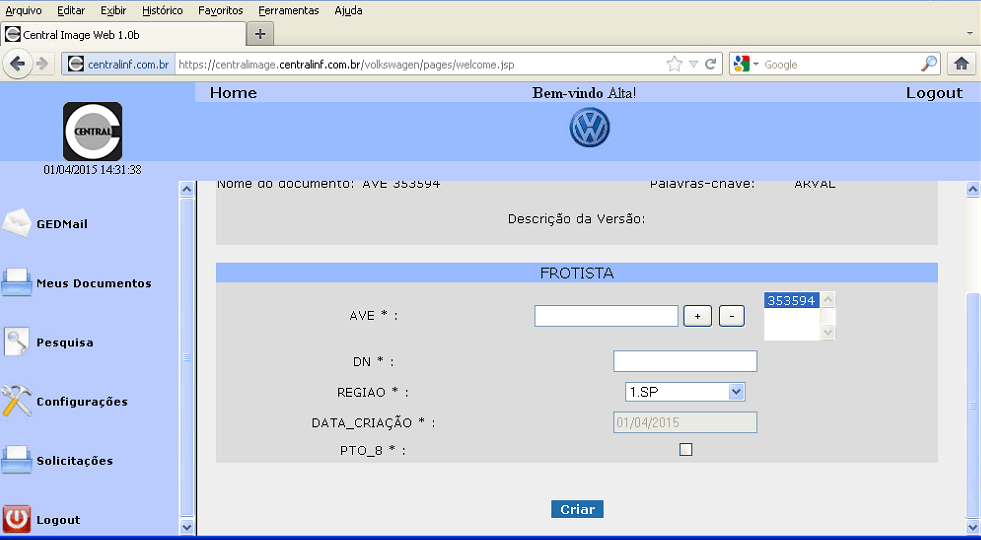 Arquivo Editar Exibir Histórico Favoritos Ferramentas Ajuda
Central Image Web 1.0b +
centralinf.com.br https://centralimage.centralinf.com.br/volkswagen/pages/welcome.jsp Google
Home Bem-vindo Alta! Logout
CENTRAL
01/04/2015 14:31:38
Nome do documento: AVE 353594 Palavras-chave: ARVAL
Descrição da Versão:
GEDMail
Meus Documentos
Pesquisa
Configurações
Solicitações
Logout
FROTISTA
AVE * : + - 353594
DN * :
REGIAO * : 1.SP
DATA_CRIAÇÃO * : 01/04/2015
PTO_8 * :
Criar